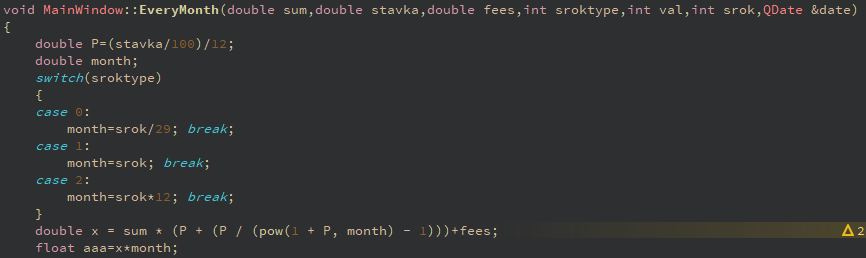 void MainWindow::EveryMonth(double sum,double stavka,double fees,int sroktype,int val,int srok,QDate &date)
{
    double P=(stavka/100)/12;
    double month;
    switch(sroktype)
    {
    case 0:
        month=srok/29; break;
    case 1:
        month=srok; break;
    case 2:
        month=srok*12; break;
    }
    double x = sum * (P + (P / (pow(1 + P, month) - 1)))+fees; 2
    float aaa=x*month;